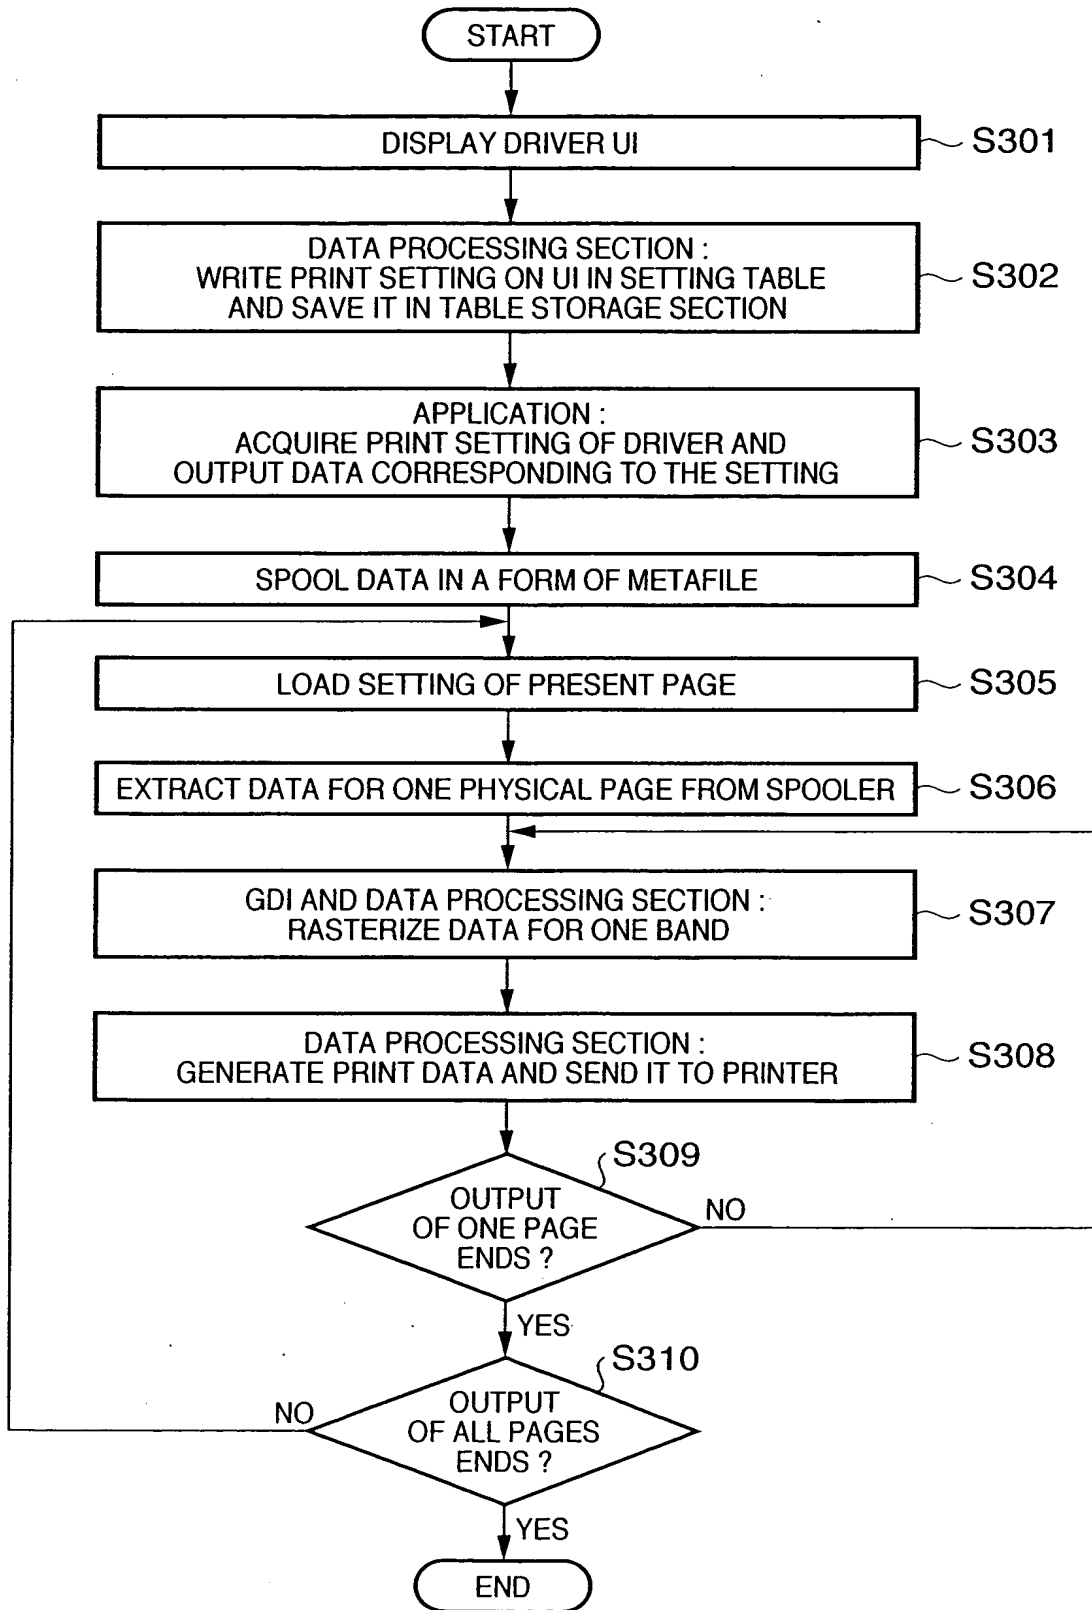 START
DISPLAY DRIVER UI
S301
DATA PROCESSING SECTION :
WRITE PRINT SETTING ON UI IN SETTING TABLE
AND SAVE IT IN TABLE STORAGE SECTION
S302
APPLICATION :
ACQUIRE PRINT SETTING OF DRIVER AND
OUTPUT DATA CORRESPONDING TO THE SETTING
S303
SPOOL DATA IN A FORM OF METAFILE
S304
LOAD SETTING OF PRESENT PAGE
S305
EXTRACT DATA FOR ONE PHYSICAL PAGE FROM SPOOLER
S306
GDI AND DATA PROCESSING SECTION :
RASTERIZE DATA FOR ONE BAND
S307
DATA PROCESSING SECTION :
GENERATE PRINT DATA AND SEND IT TO PRINTER
S308
S309
OUTPUT
OF ONE PAGE
ENDS ?
NO
YES
S310
OUTPUT
OF ALL PAGES
ENDS ?
NO
YES
END